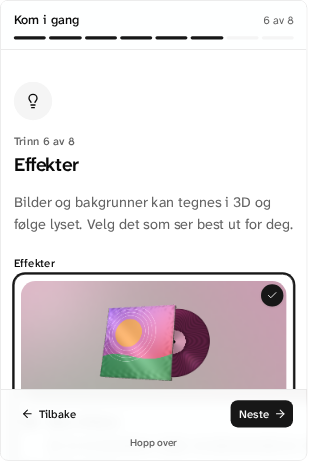 Kom i gang
6 av 8
Trinn 6 av 8
Effekter
Bilder og bakgrunner kan tegnes i 3D og
følge lyset. Velg det som ser best ut for deg.
Effekter
Tilbake
Neste
Hopp over